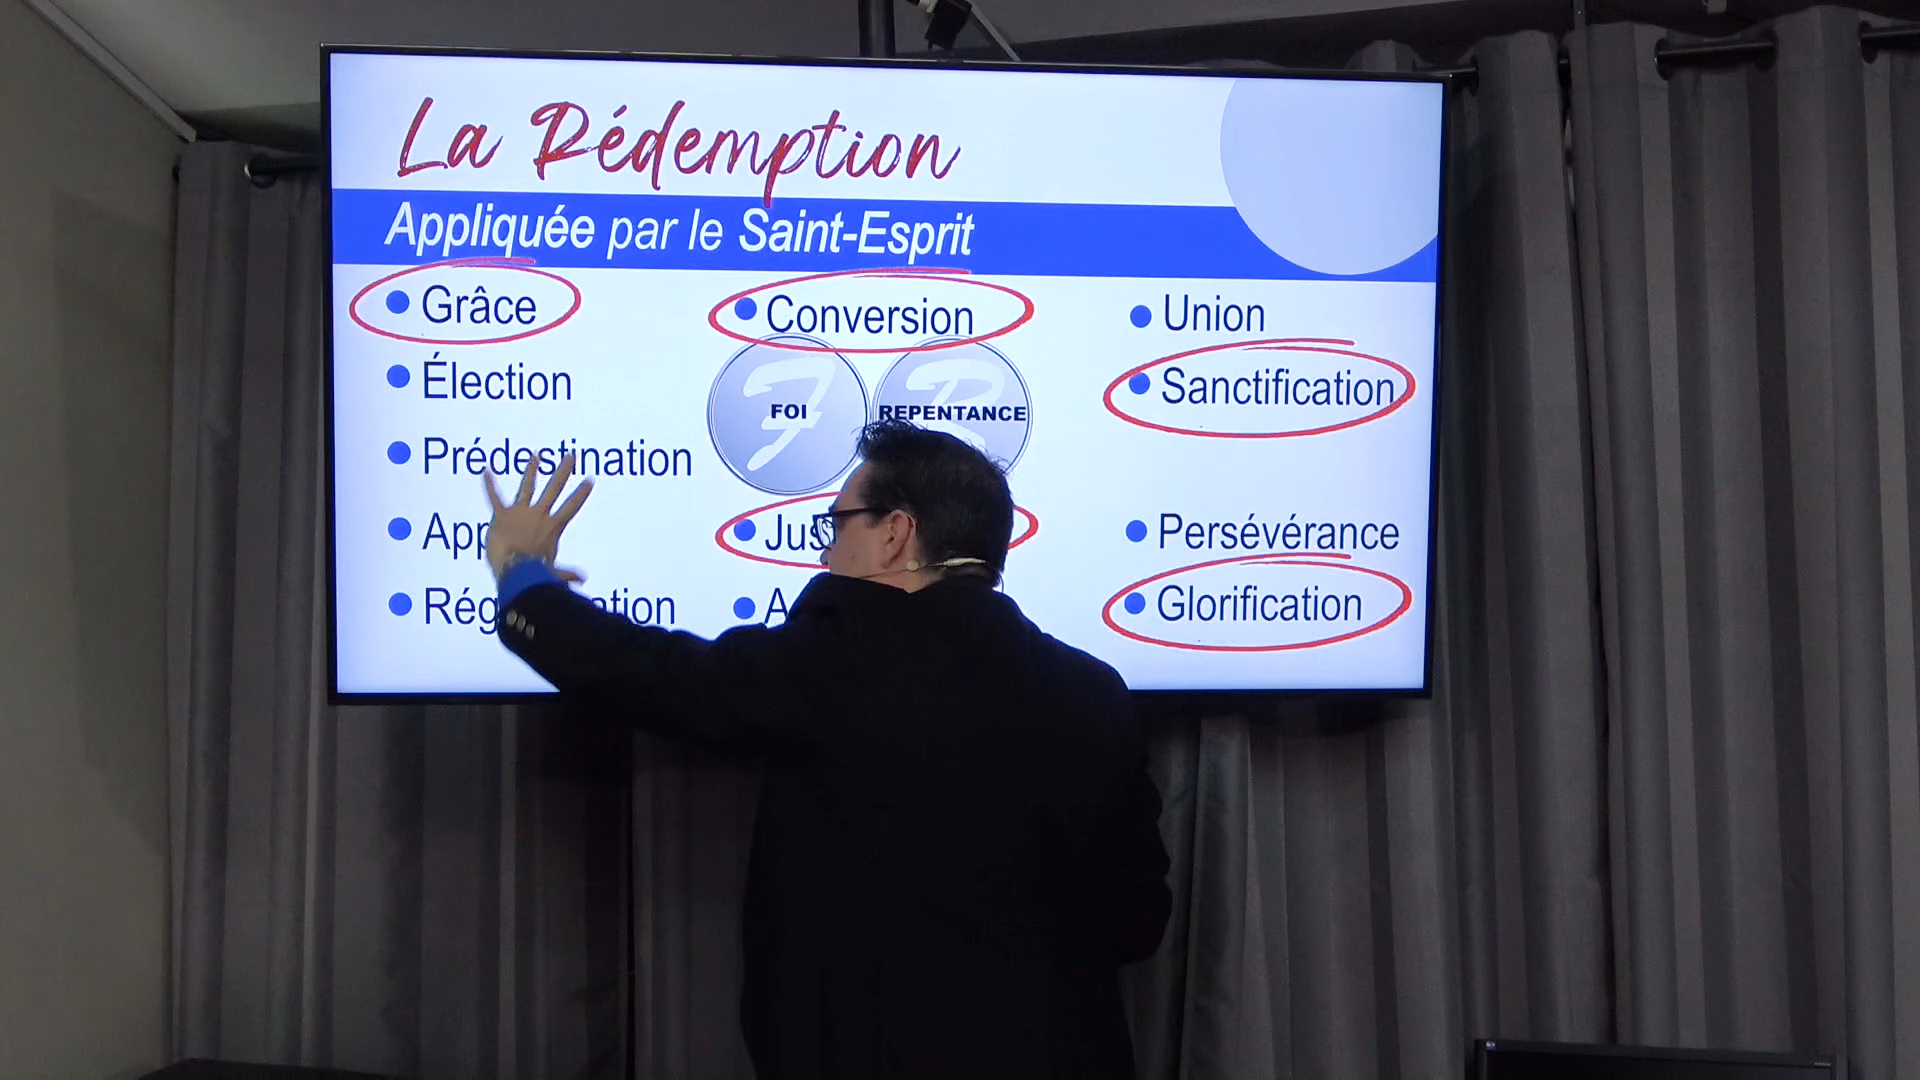 La Rédemption
Appliquée par le Saint-Esprit
Grâce
Élection
Prédestination
Conversion
FOI
REPENTANCE
Union
Sanctification
Persévérance
Glorification